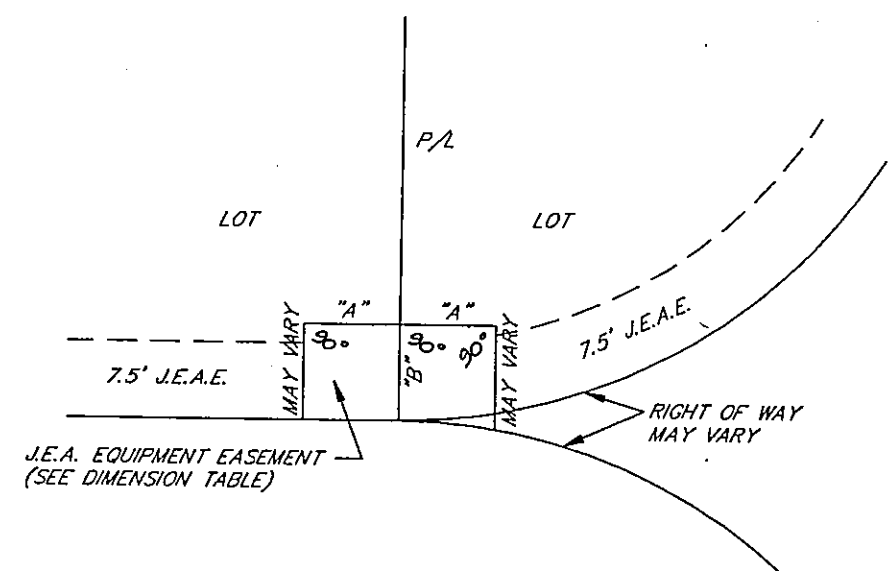 P/L
LOT
LOT
"A"
"A"
MAY VARY
90°
90°
90°
"B"
MAY VARY
7.5' J.E.A.E.
7.5' J.E.A.E.
RIGHT OF WAY
MAY VARY
J.E.A. EQUIPMENT EASEMENT
(SEE DIMENSION TABLE)